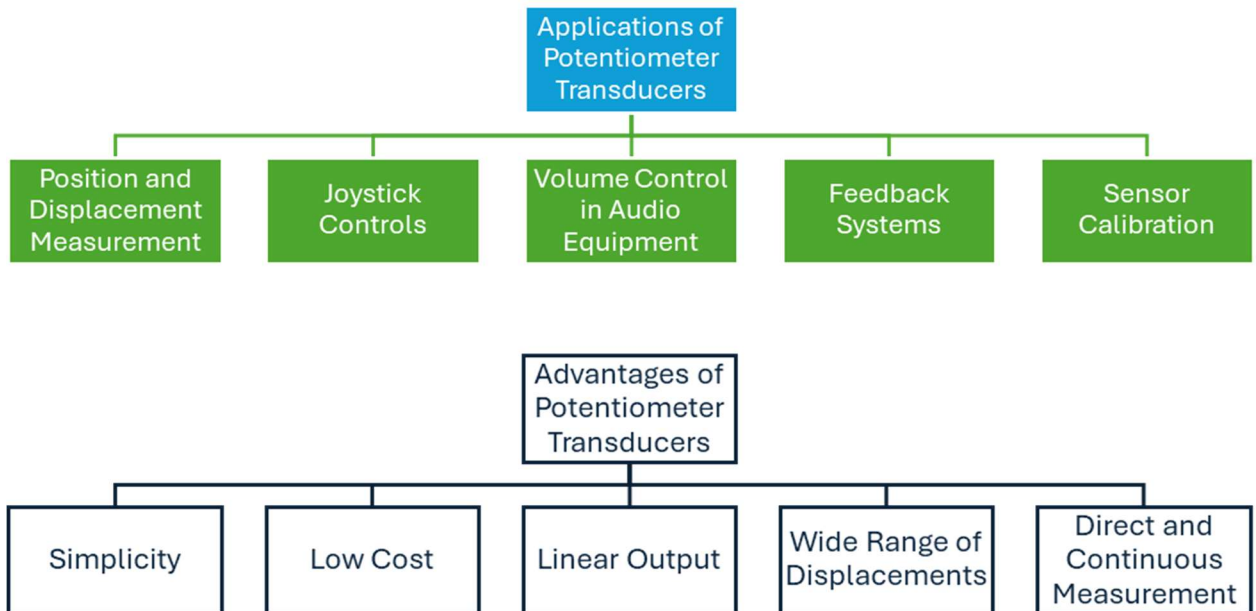 Applications of
Potentiometer
Transducers
Position and
Displacement
Measurement
Joystick
Controls
Volume Control
in Audio
Equipment
Feedback
Systems
Sensor
Calibration
Advantages of
Potentiometer
Transducers
Simplicity
Low Cost
Linear Output
Wide Range of
Displacements
Direct and
Continuous
Measurement